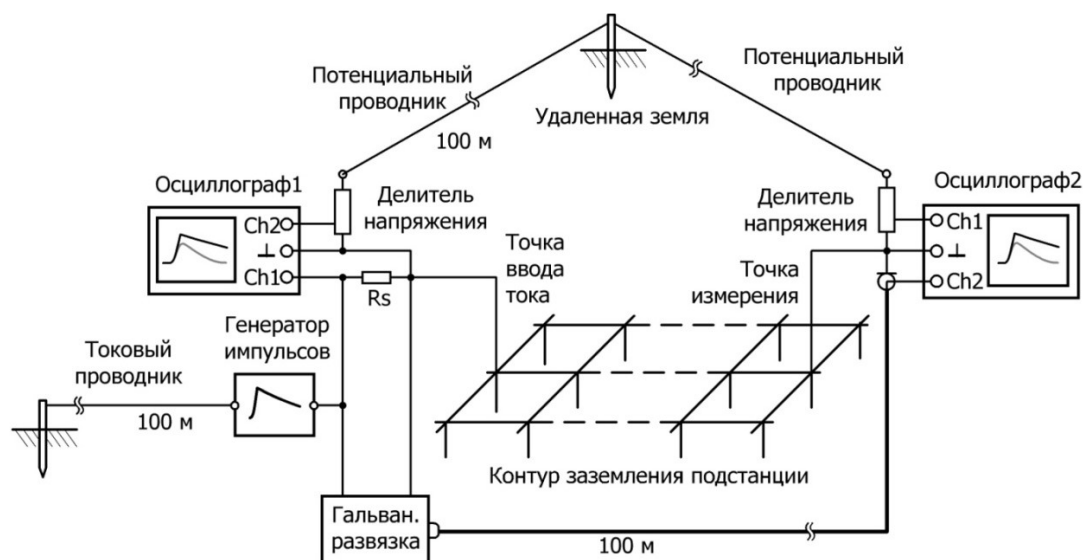 Потенциальный
проводник
100 м
Удаленная земля
Потенциальный
проводник
Осциллограф1
Ch2
⊥
Ch1
Делитель
напряжения
Rs
Точка
ввода
тока
Точка
измерения
Делитель
напряжения
Осциллограф2
Ch1
⊥
Ch2
Генератор
импульсов
Токовый
проводник
100 м
Контур заземления подстанции
Гальван.
развязка
100 м